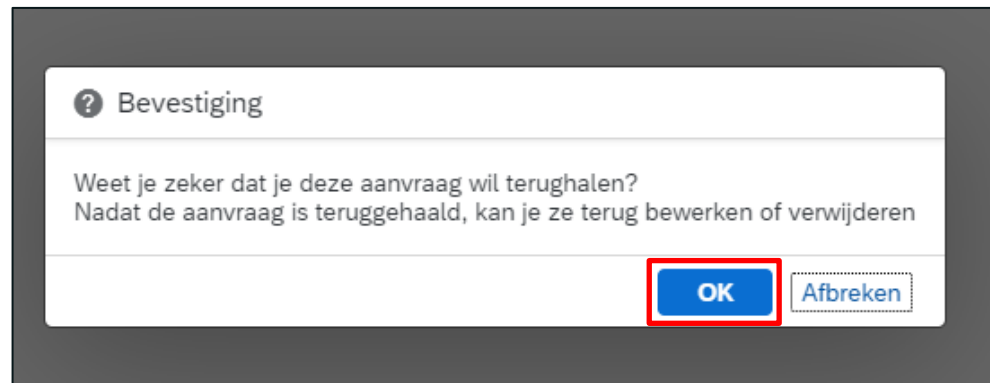 Bevestiging
Weet je zeker dat je deze aanvraag wil terughalen?
Nadat de aanvraag is teruggehaald, kan je ze terug bewerken of verwijderen
OK
Afbreken